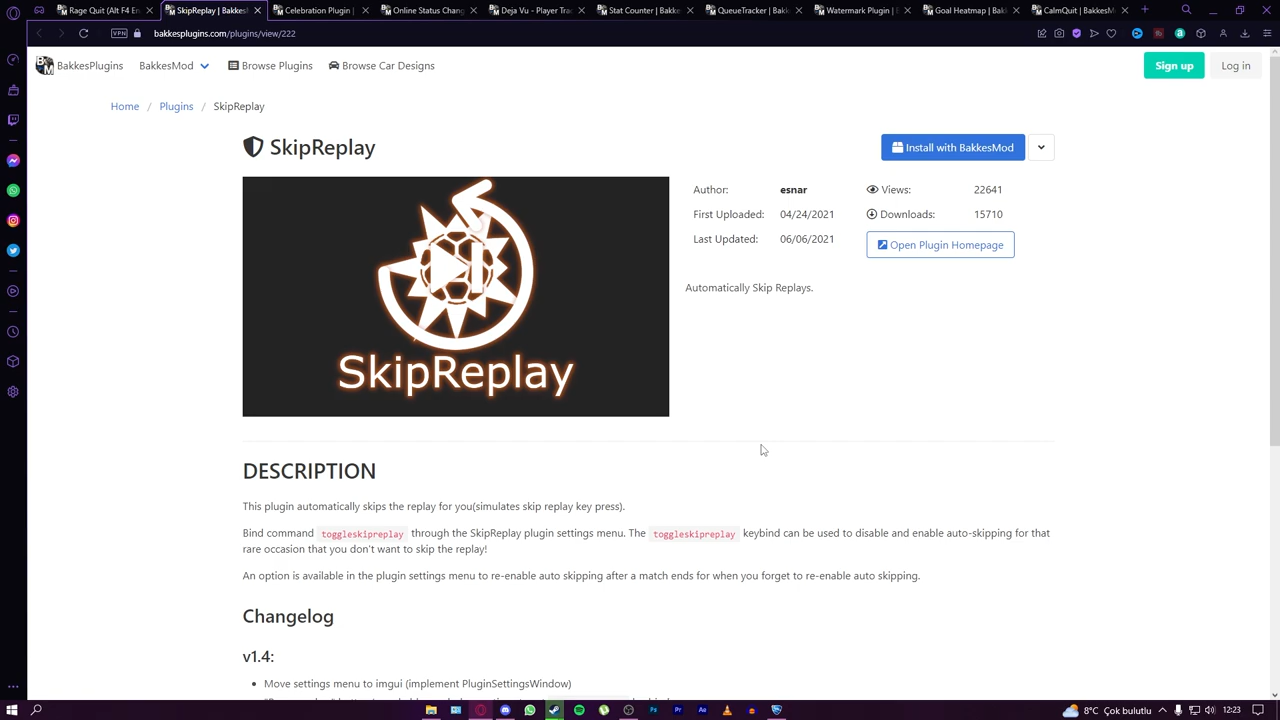 Rage Quit (Alt F4 En
SkipReplay | BakkesP
Online Status Chang
Deja Vu - Player Trac
Stat Counter | Bakke
QueueTracker | Bakk
Watermark Plugin | E
Goal Heatmap | Bakk
CalmQuit | BakkesM
VPN bakkesplugins.com/plugins/view/222
BakkesPlugins BakkesMod Browse Plugins Browse Car Designs Sign up Log in
Home / Plugins / SkipReplay
SkipReplay
Install with BakkesMod
SkipReplay
Author: esnar Views: 22641
First Uploaded: 04/24/2021 Downloads: 15710
Last Updated: 06/06/2021 Open Plugin Homepage
Automatically Skip Replays.
DESCRIPTION
This plugin automatically skips the replay for you(simulates skip replay key press).
Bind command toggleskipreplay through the SkipReplay plugin settings menu. The toggleskipreplay keybind can be used to disable and enable auto-skipping for that
rare occasion that you don't want to skip the replay!
An option is available in the plugin settings menu to re-enable auto skipping after a match ends for when you forget to re-enable auto skipping.
Changelog
v1.4:
Move settings menu to imgui (implement PluginSettingsWindow)
8°C Bulutlu 12:23